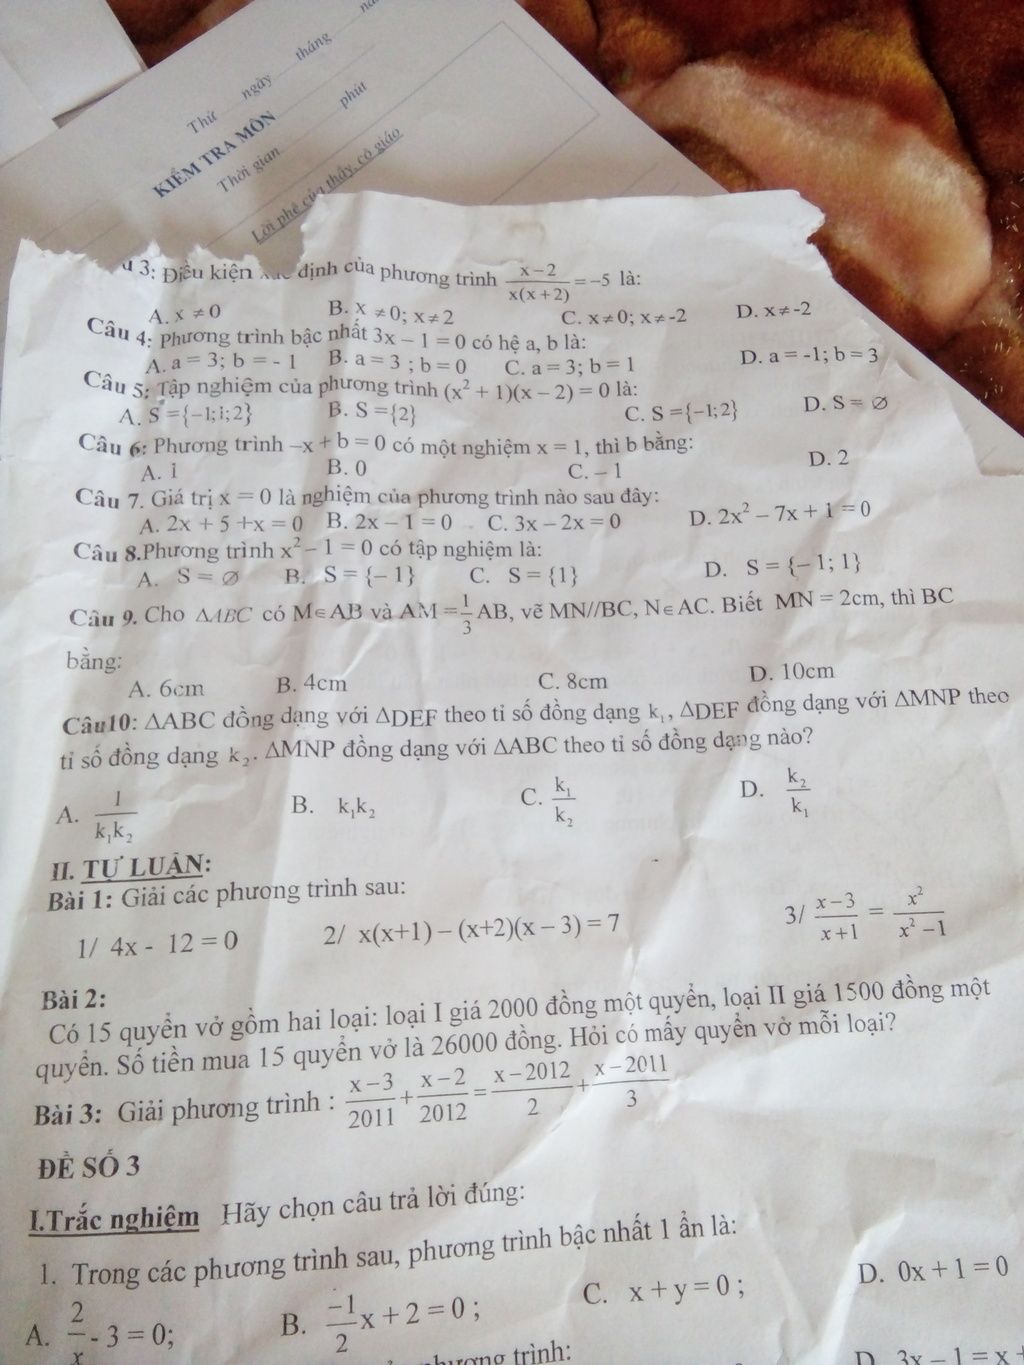 Thứ ngày tháng
KIỂM TRA MÔN
Thời gian phút
Lời phê của thầy, cô giáo
3: Điều kiện định của phương trình (x-2)/(x(x+2)) = -5 là:
A. x ≠ 0 B. x ≠ 0; x ≠ 2 C. x ≠ 0; x ≠ -2 D. x ≠ -2
Câu 4: Phương trình bậc nhất 3x – 1 = 0 có hệ a, b là:
A. a = 3; b = - 1 B. a = 3 ; b = 0 C. a = 3; b = 1 D. a = -1; b = 3
Câu 5: Tập nghiệm của phương trình (x² + 1)(x – 2) = 0 là:
A. S = {–1;1;2} B. S = {2} C. S = {–1;2} D. S = ∅
Câu 6: Phương trình –x + b = 0 có một nghiệm x = 1, thì b bằng:
A. 1 B. 0 C. – 1 D. 2
Câu 7. Giá trị x = 0 là nghiệm của phương trình nào sau đây:
A. 2x + 5 +x = 0 B. 2x – 1 = 0 C. 3x – 2x = 0 D. 2x² – 7x + 1 = 0
Câu 8.Phương trình x² – 1 = 0 có tập nghiệm là:
A. S = ∅ B. S = {– 1} C. S = {1} D. S = {– 1; 1}
Câu 9. Cho ΔABC có M∈AB và AM = 1/3 AB, vẽ MN//BC, N∈AC. Biết MN = 2cm, thì BC
bằng:
A. 6cm B. 4cm C. 8cm D. 10cm
Câu10: ΔABC đồng dạng với ΔDEF theo tỉ số đồng dạng k₁, ΔDEF đồng dạng với ΔMNP theo
tỉ số đồng dạng k₂. ΔMNP đồng dạng với ΔABC theo tỉ số đồng dạng nào?
A. 1/(k₁k₂) B. k₁k₂ C. k₁/k₂ D. k₂/k₁
II. TỰ LUẬN:
Bài 1: Giải các phương trình sau:
1/ 4x - 12 = 0 2/ x(x+1) – (x+2)(x – 3) = 7 3/ (x–3)/(x+1) = x²/(x²–1)
Bài 2:
Có 15 quyển vở gồm hai loại: loại I giá 2000 đồng một quyển, loại II giá 1500 đồng một
quyển. Số tiền mua 15 quyển vở là 26000 đồng. Hỏi có mấy quyển vở mỗi loại?
Bài 3: Giải phương trình : (x–3)/2011 + (x–2)/2012 = (x–2012)/2 + (x–2011)/3
ĐỀ SỐ 3
I.Trắc nghiệm Hãy chọn câu trả lời đúng:
1. Trong các phương trình sau, phương trình bậc nhất 1 ẩn là:
A. 2/x - 3 = 0; B. -1/2 x + 2 = 0 ; C. x + y = 0 ; D. 0x + 1 = 0
phương trình:
D. 3x – 1 = x